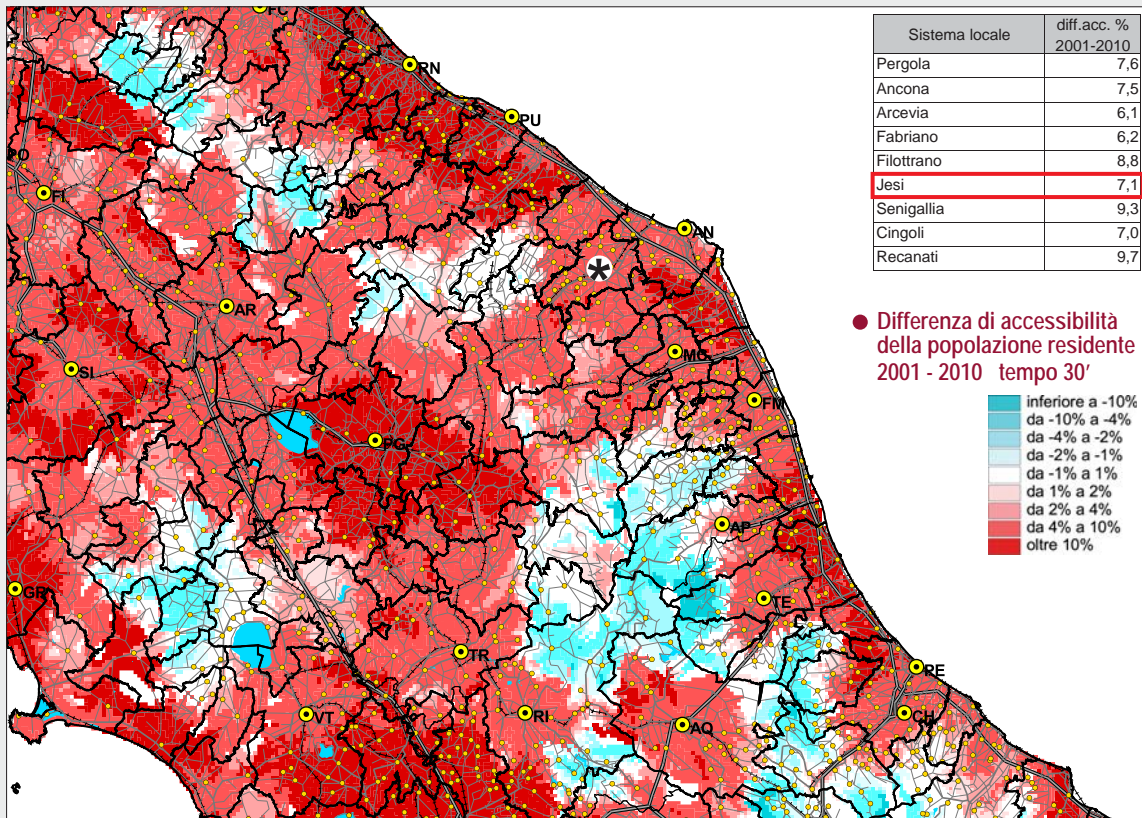 Sistema locale
diff.acc. %
2001-2010
Pergola 7,6
Ancona 7,5
Arcevia 6,1
Fabriano 6,2
Filottrano 8,8
Jesi 7,1
Senigallia 9,3
Cingoli 7,0
Recanati 9,7
● Differenza di accessibilità
della popolazione residente
2001 - 2010 tempo 30'
inferiore a -10%
da -10% a -4%
da -4% a -2%
da -2% a -1%
da -1% a 1%
da 1% a 2%
da 2% a 4%
da 4% a 10%
oltre 10%
FC
RN
PU
PO
FI
AN
*
AR
MC
SI
FM
PG
AP
GR
TE
TR
PE
VT
RI
AQ
CH